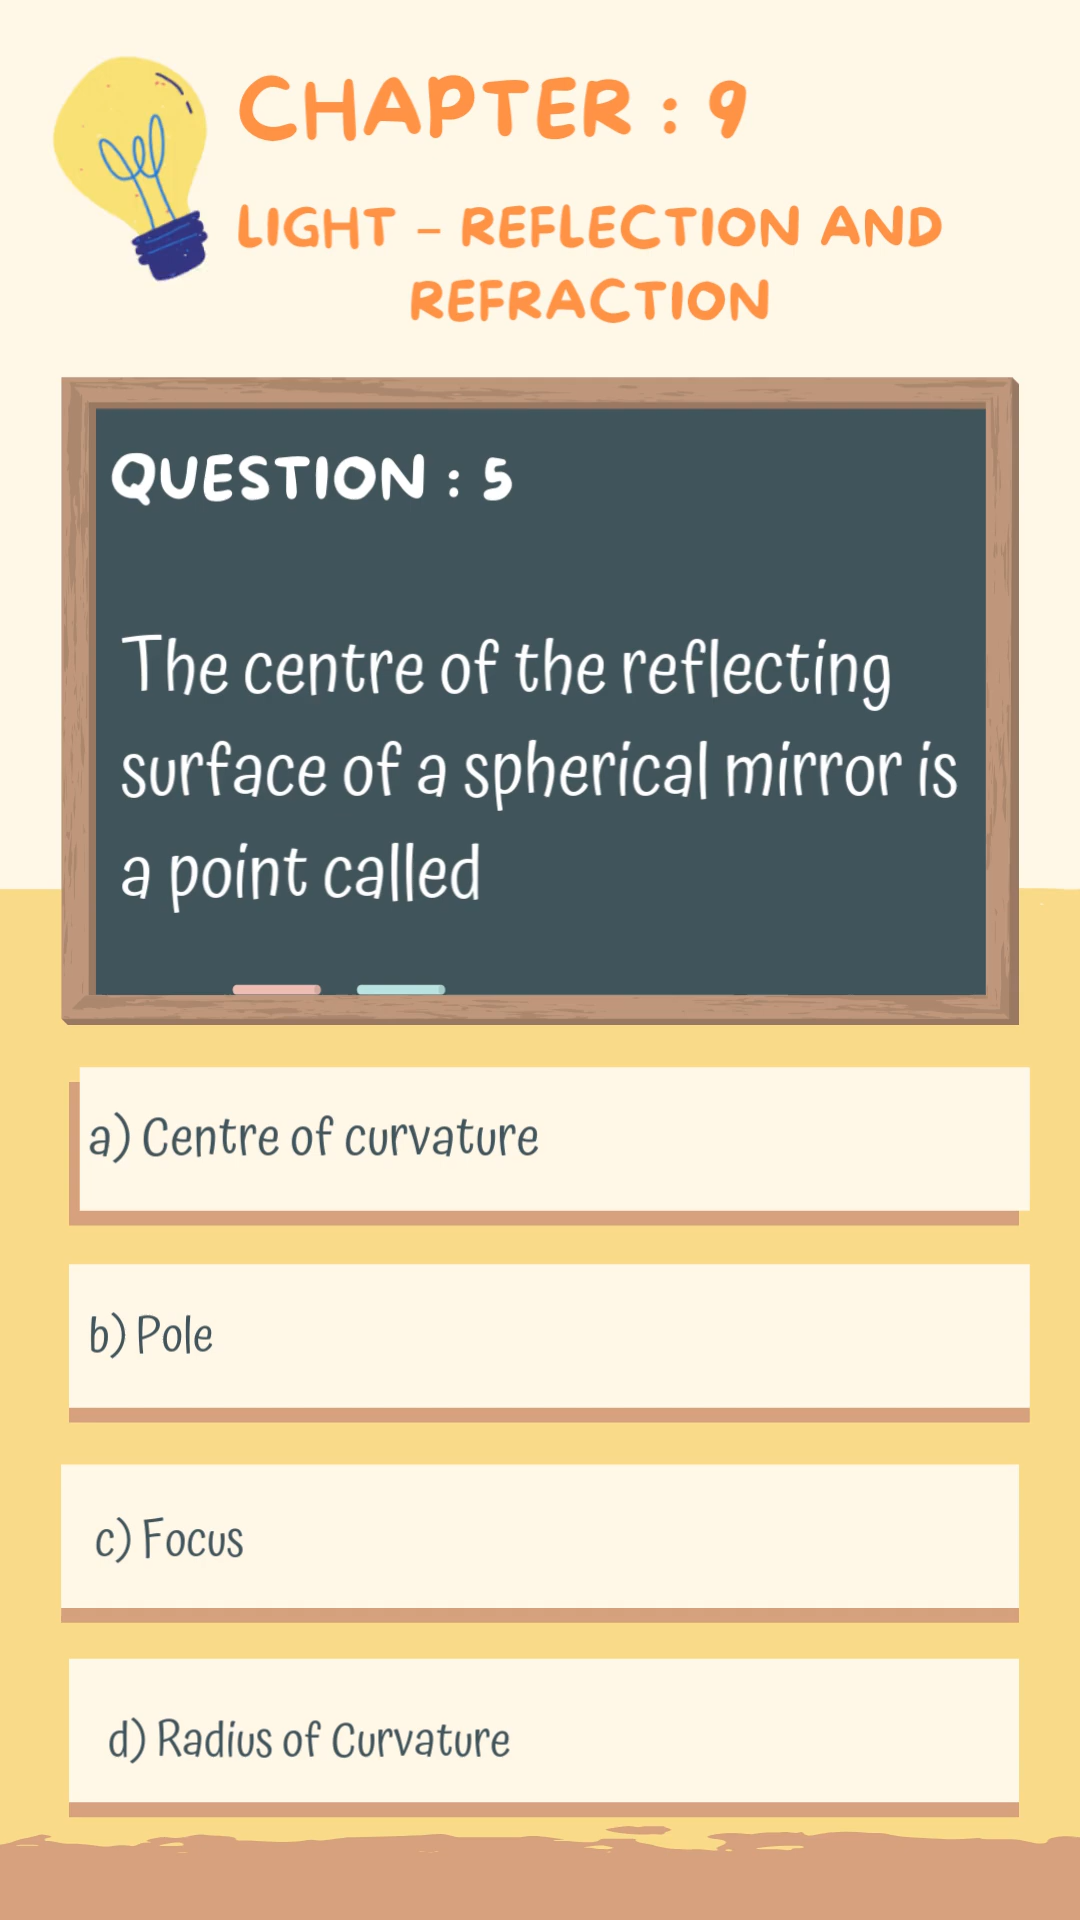 CHAPTER : 9
LIGHT – REFLECTION AND
REFRACTION
QUESTION : 5
The centre of the reflecting
surface of a spherical mirror is
a point called
a) Centre of curvature
b) Pole
c) Focus
d) Radius of Curvature